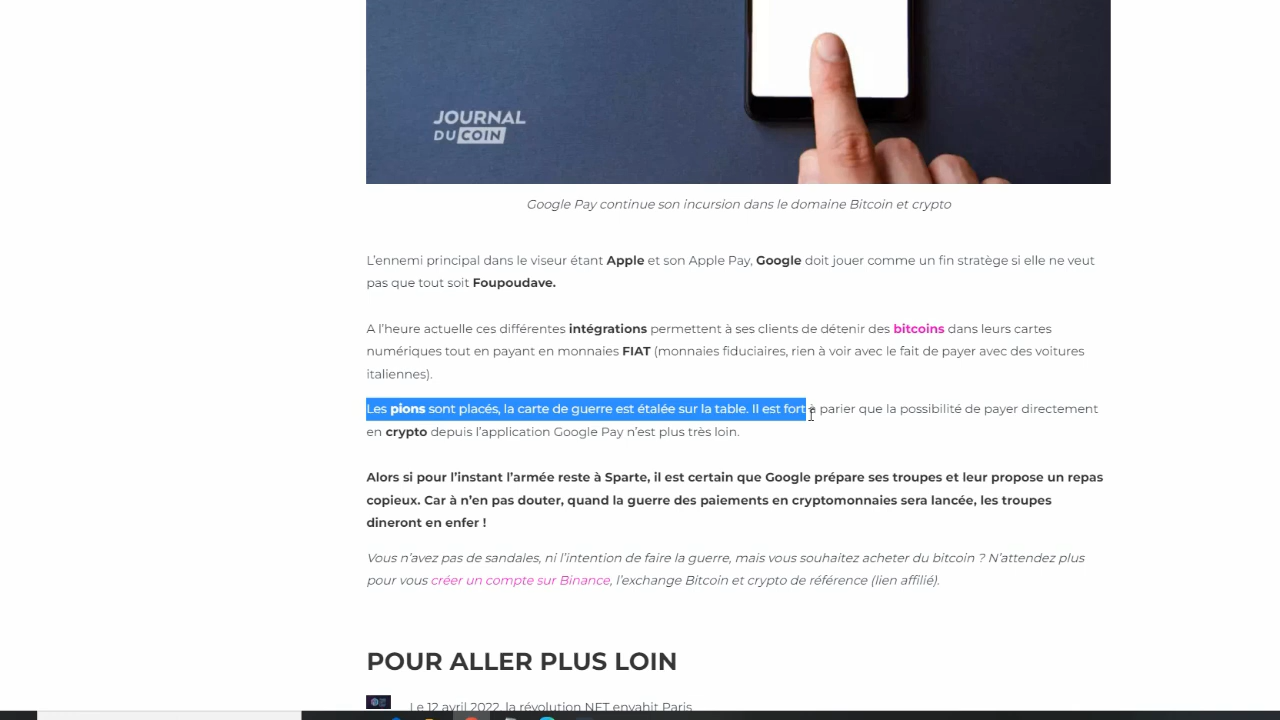 JOURNAL
DU COIN
Google Pay continue son incursion dans le domaine Bitcoin et crypto
L’ennemi principal dans le viseur étant Apple et son Apple Pay, Google doit jouer comme un fin stratège si elle ne veut
pas que tout soit Foupoudave.
A l’heure actuelle ces différentes intégrations permettent à ses clients de détenir des bitcoins dans leurs cartes
numériques tout en payant en monnaies FIAT (monnaies fiduciaires, rien à voir avec le fait de payer avec des voitures
italiennes).
Les pions sont placés, la carte de guerre est étalée sur la table. Il est fort à parier que la possibilité de payer directement
en crypto depuis l’application Google Pay n’est plus très loin.
Alors si pour l’instant l’armée reste à Sparte, il est certain que Google prépare ses troupes et leur propose un repas
copieux. Car à n’en pas douter, quand la guerre des paiements en cryptomonnaies sera lancée, les troupes
dineront en enfer !
Vous n’avez pas de sandales, ni l’intention de faire la guerre, mais vous souhaitez acheter du bitcoin ? N’attendez plus
pour vous créer un compte sur Binance, l’exchange Bitcoin et crypto de référence (lien affilié).
POUR ALLER PLUS LOIN
Le 12 avril 2022, la révolution NFT envahit Paris